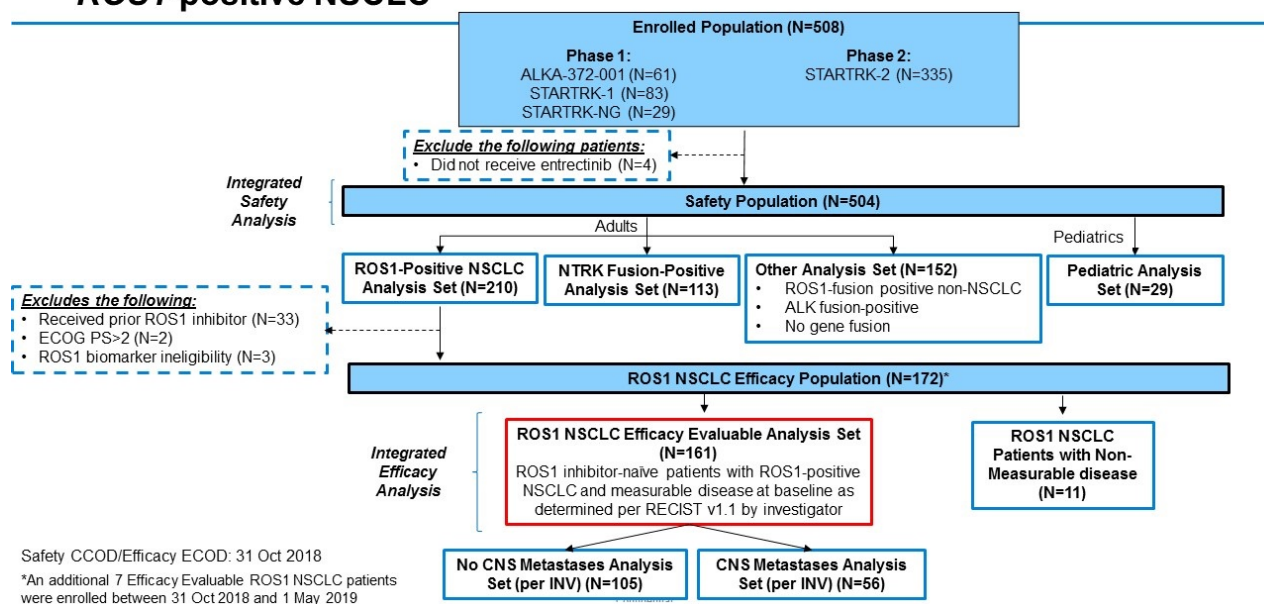 ROS1 positive NSCLC
Enrolled Population (N=508)
Phase 1:
ALKA-372-001 (N=61)
STARTRK-1 (N=83)
STARTRK-NG (N=29)
Phase 2:
STARTRK-2 (N=335)
Exclude the following patients:
• Did not receive entrectinib (N=4)
Integrated
Safety
Analysis
Safety Population (N=504)
Adults
Pediatrics
ROS1-Positive NSCLC
Analysis Set (N=210)
NTRK Fusion-Positive
Analysis Set (N=113)
Other Analysis Set (N=152)
• ROS1-fusion positive non-NSCLC
• ALK fusion-positive
• No gene fusion
Pediatric Analysis
Set (N=29)
Excludes the following:
• Received prior ROS1 inhibitor (N=33)
• ECOG PS>2 (N=2)
• ROS1 biomarker ineligibility (N=3)
ROS1 NSCLC Efficacy Population (N=172)*
Integrated
Efficacy
Analysis
ROS1 NSCLC Efficacy Evaluable Analysis Set
(N=161)
ROS1 inhibitor-naïve patients with ROS1-positive
NSCLC and measurable disease at baseline as
determined per RECIST v1.1 by investigator
ROS1 NSCLC
Patients with Non-
Measurable disease
(N=11)
No CNS Metastases Analysis
Set (per INV) (N=105)
CNS Metastases Analysis
Set (per INV) (N=56)
Safety CCOD/Efficacy ECOD: 31 Oct 2018
*An additional 7 Efficacy Evaluable ROS1 NSCLC patients
were enrolled between 31 Oct 2018 and 1 May 2019